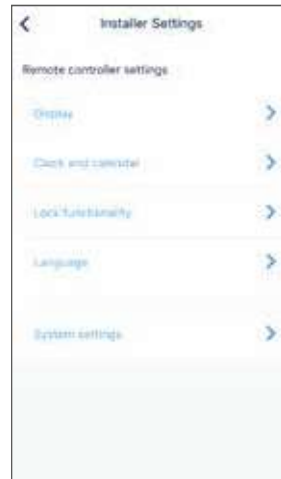 Installer Settings
Remote controller settings
Display
Clock and calendar
Lock functionality
Language
System settings